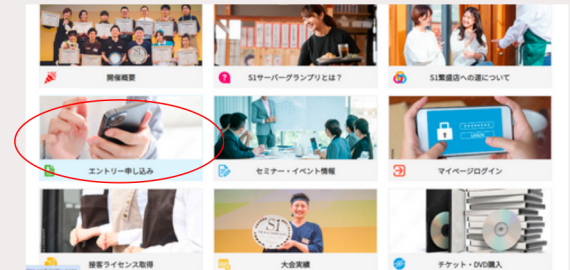 開催概要
S1サーバーグランプリとは？
S1繁盛店への道について
エントリー申し込み
セミナー・イベント情報
マイページログイン
LOGIN
S1
接客ライセンス取得
大会実績
チケット・DVD購入